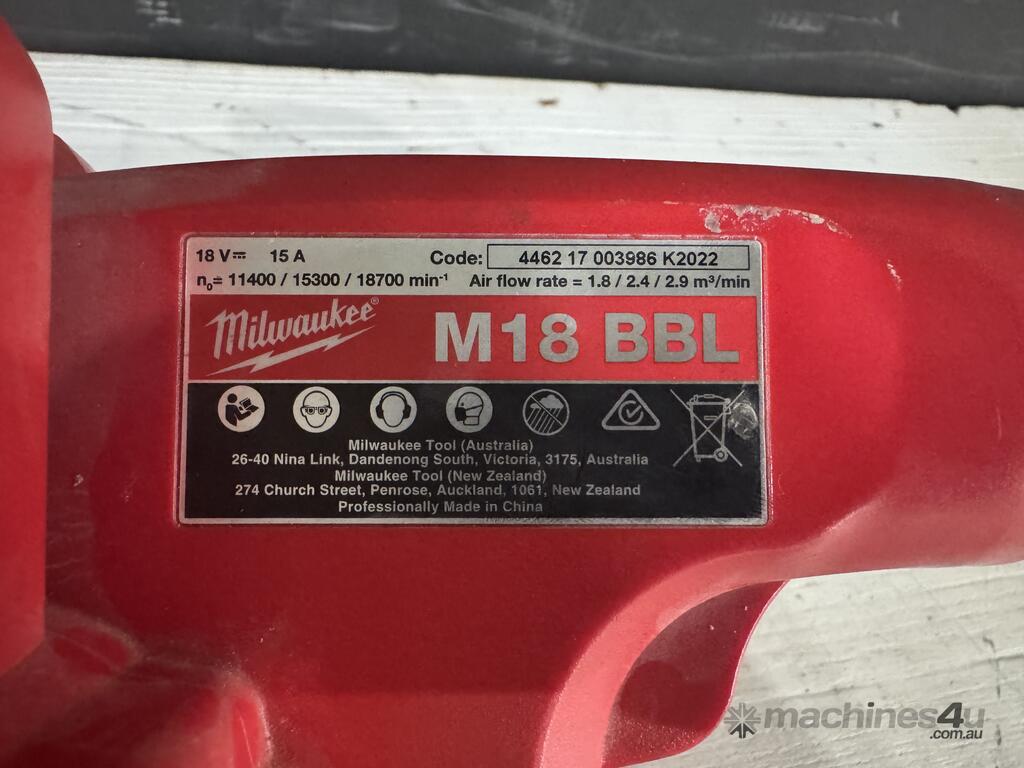 18 V⎓ 15 A Code: 4462 17 003986 K2022
n₀= 11400 / 15300 / 18700 min⁻¹ Air flow rate = 1.8 / 2.4 / 2.9 m³/min
Milwaukee® M18 BBL
Milwaukee Tool (Australia)
26-40 Nina Link, Dandenong South, Victoria, 3175, Australia
Milwaukee Tool (New Zealand)
274 Church Street, Penrose, Auckland, 1061, New Zealand
Professionally Made in China
machines4u
.com.au